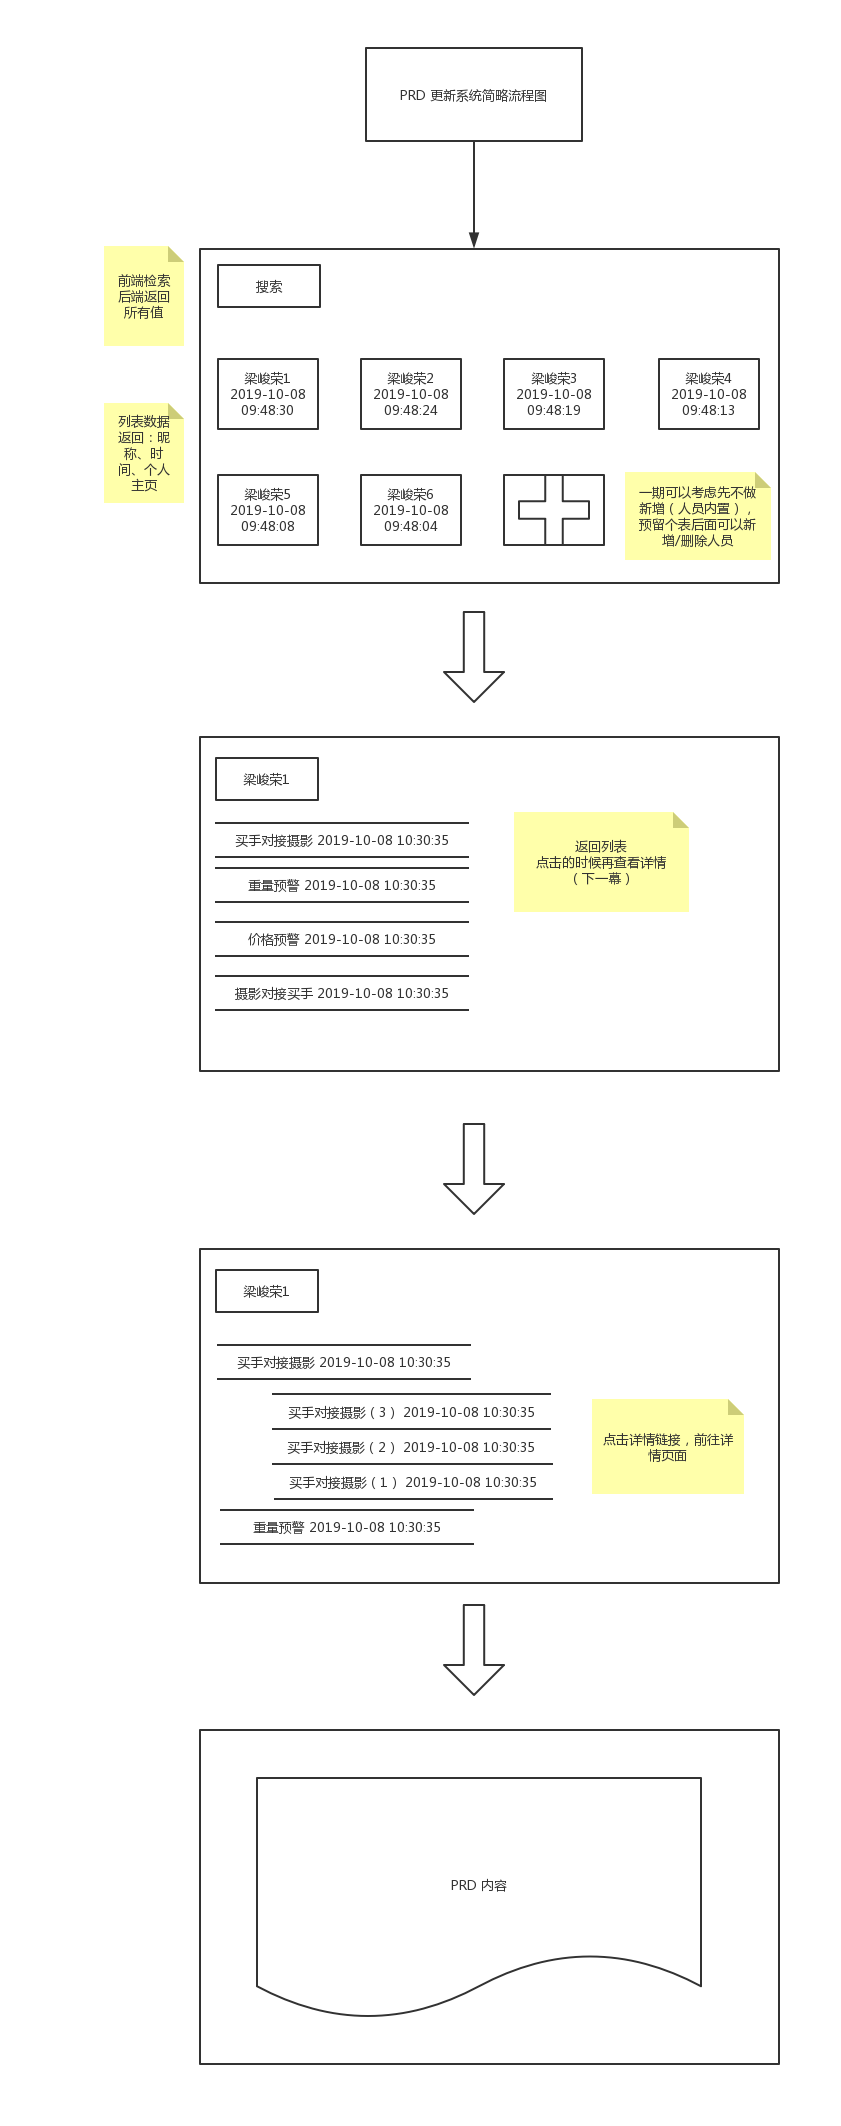 PRD 更新系统简略流程图
前端检索
后端返回
所有值
搜索
列表数据
返回：昵
称、时
间、个人
主页
梁峻荣1
2019-10-08
09:48:30
梁峻荣2
2019-10-08
09:48:24
梁峻荣3
2019-10-08
09:48:19
梁峻荣4
2019-10-08
09:48:13
梁峻荣5
2019-10-08
09:48:08
梁峻荣6
2019-10-08
09:48:04
一期可以考虑先不做
新增（人员内置），
预留个表后面可以新
增/删除人员
梁峻荣1
买手对接摄影 2019-10-08 10:30:35
重量预警 2019-10-08 10:30:35
价格预警 2019-10-08 10:30:35
摄影对接买手 2019-10-08 10:30:35
返回列表
点击的时候再查看详情
（下一幕）
梁峻荣1
买手对接摄影 2019-10-08 10:30:35
买手对接摄影（3） 2019-10-08 10:30:35
买手对接摄影（2） 2019-10-08 10:30:35
买手对接摄影（1） 2019-10-08 10:30:35
重量预警 2019-10-08 10:30:35
点击详情链接，前往详
情页面
PRD 内容